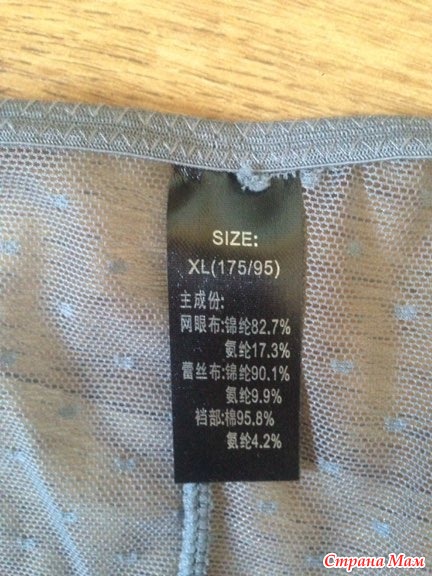 SIZE:
XL(175/95)
主成份:
网眼布:锦纶82.7%
氨纶17.3%
蕾丝布:锦纶90.1%
氨纶9.9%
裆部:棉95.8%
氨纶4.2%
Страна Мам